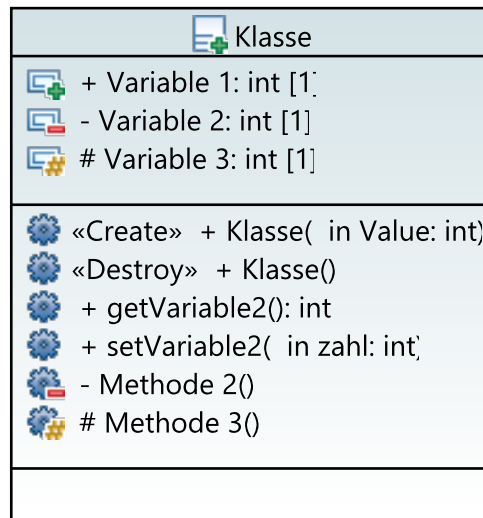 Klasse
+ Variable 1: int [1]
- Variable 2: int [1]
# Variable 3: int [1]
«Create» + Klasse( in Value: int)
«Destroy» + Klasse()
+ getVariable2(): int
+ setVariable2( in zahl: int)
- Methode 2()
# Methode 3()